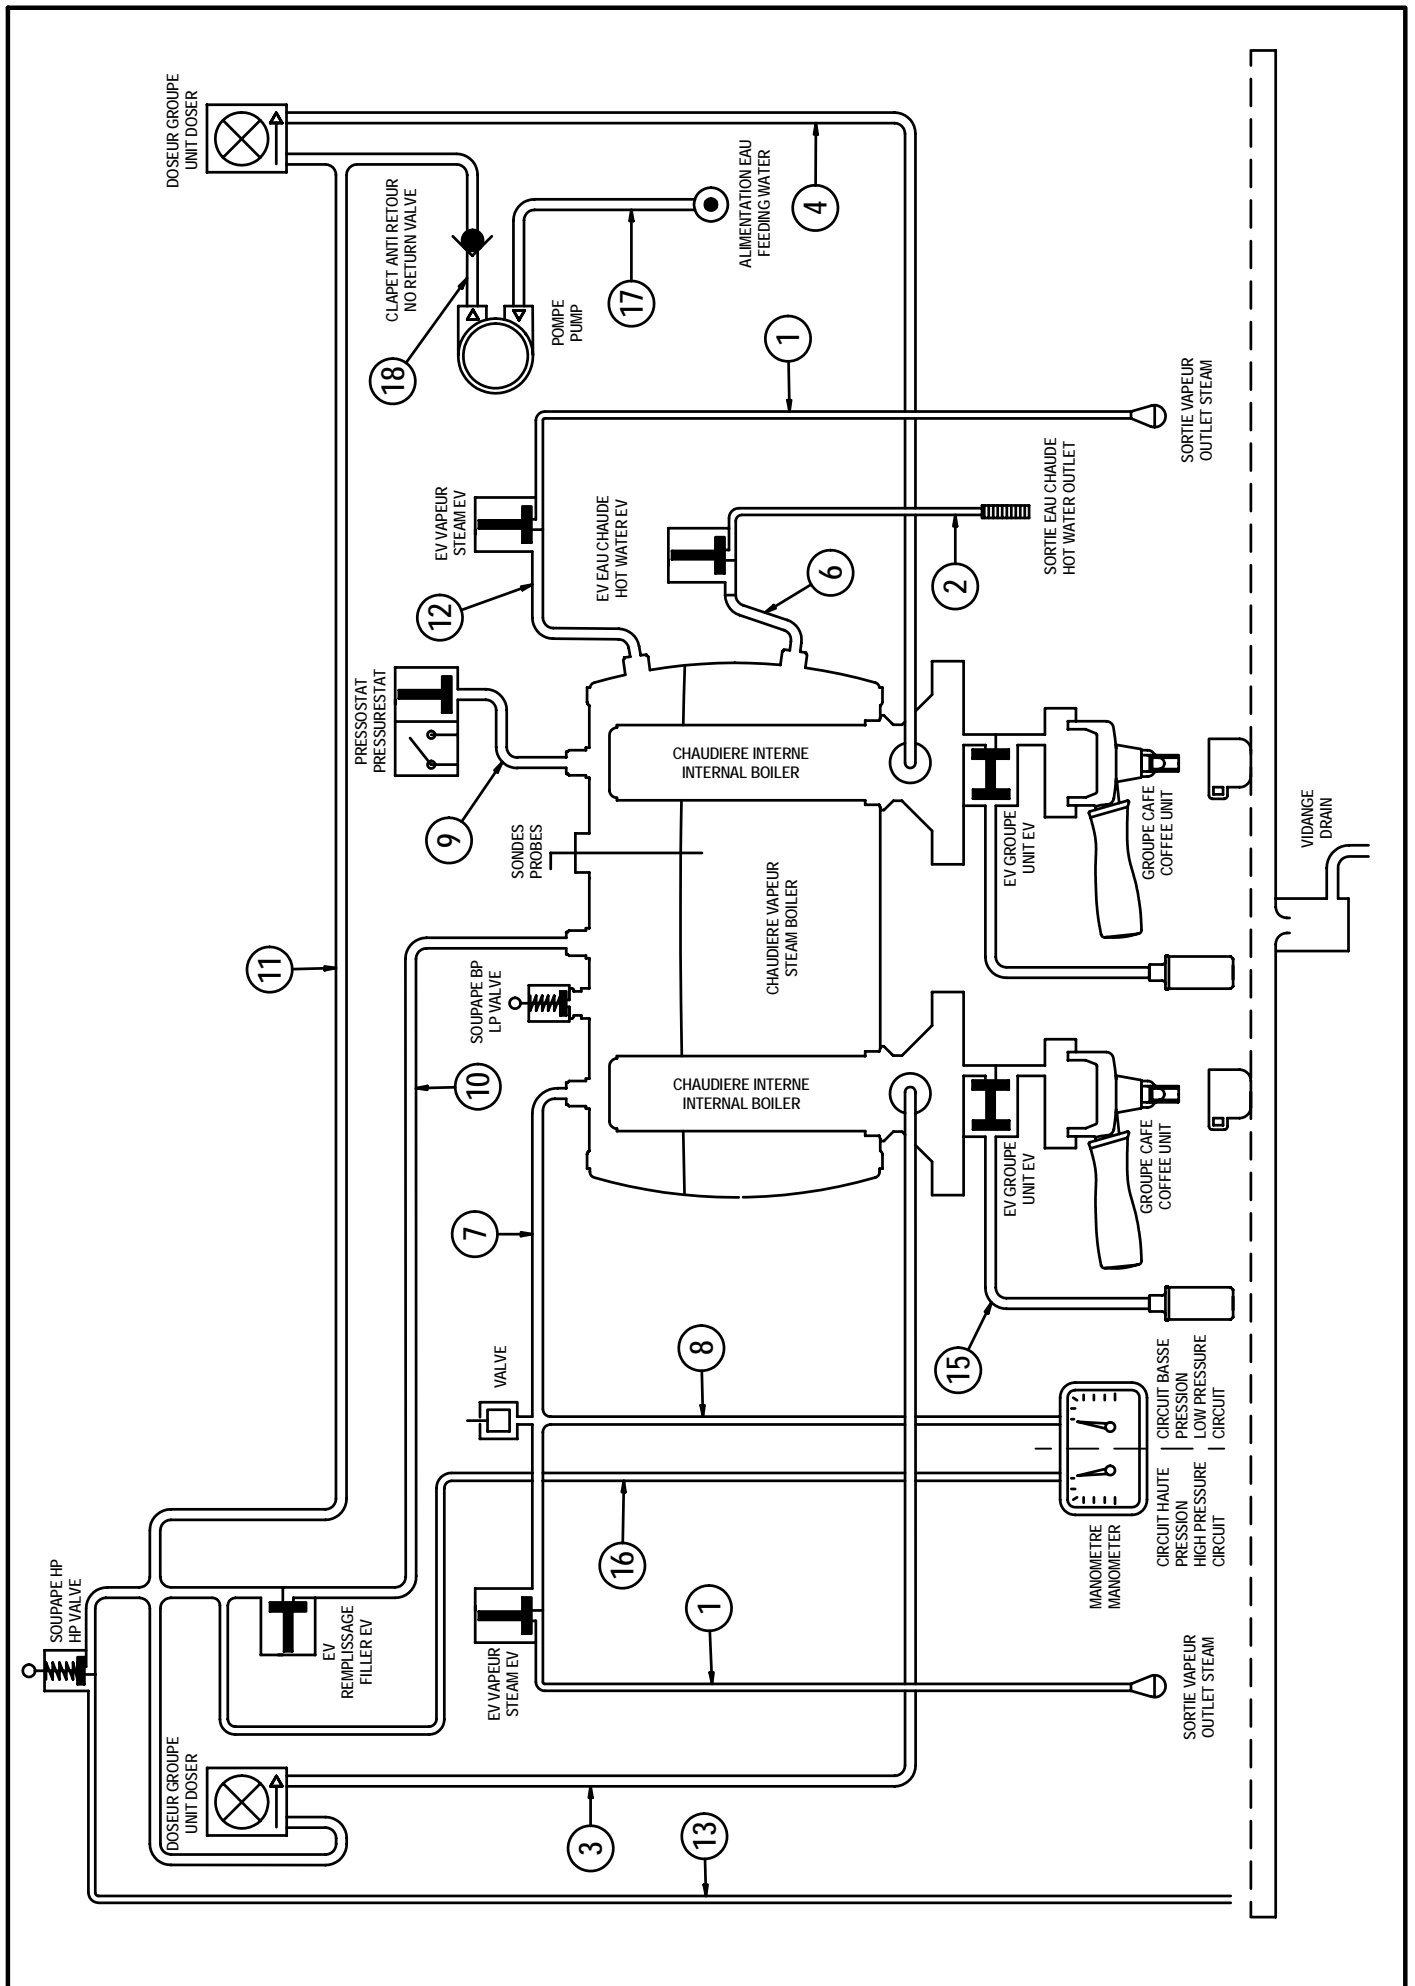 SOUPAPE HP
HP VALVE
DOSEUR GROUPE
UNIT DOSER
EV
REMPLISSAGE
FILLER EV
11
DOSEUR GROUPE
UNIT DOSER
10
CLAPET ANTI RETOUR
NO RETURN VALVE
18
PRESSOSTAT
PRESSURESTAT
9
12
EV VAPEUR
STEAM EV
7
VALVE
SOUPAPE BP
LP VALVE
SONDES
PROBES
EV VAPEUR
STEAM EV
POMPE
PUMP
17
3
16
EV EAU CHAUDE
HOT WATER EV
13
1
8
CHAUDIERE INTERNE
INTERNAL BOILER
CHAUDIERE VAPEUR
STEAM BOILER
CHAUDIERE INTERNE
INTERNAL BOILER
6
1
ALIMENTATION EAU
FEEDING WATER
4
15
2
EV GROUPE
UNIT EV
EV GROUPE
UNIT EV
SORTIE EAU CHAUDE
HOT WATER OUTLET
MANOMETRE
MANOMETER
GROUPE CAFE
COFFEE UNIT
GROUPE CAFE
COFFEE UNIT
SORTIE VAPEUR
OUTLET STEAM
CIRCUIT HAUTE
PRESSION
HIGH PRESSURE
CIRCUIT
CIRCUIT BASSE
PRESSION
LOW PRESSURE
CIRCUIT
SORTIE VAPEUR
OUTLET STEAM
VIDANGE
DRAIN